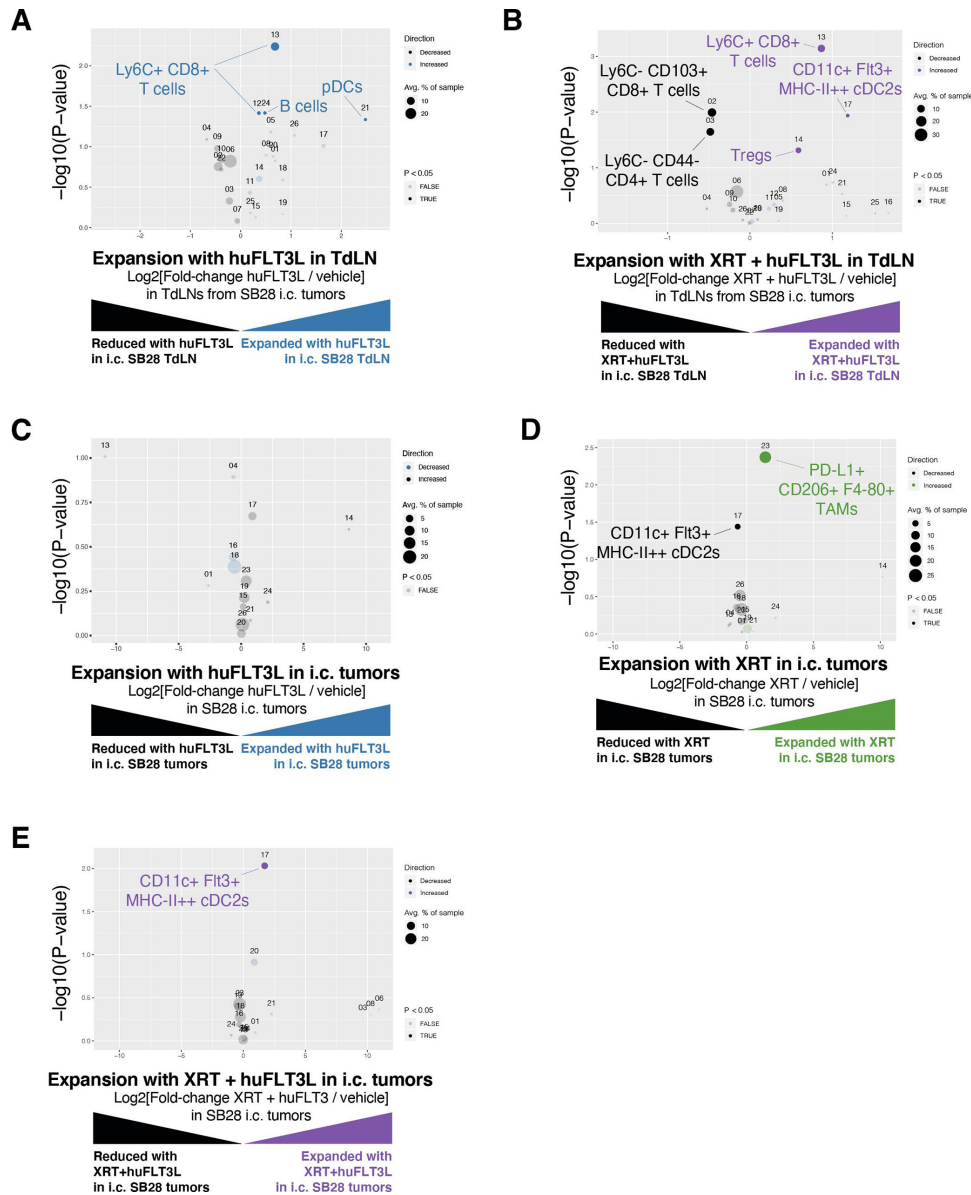 A
13
Ly6C+ CD8+
T cells
B cells
pDCs
12 24
21
05
26
04
09
10
02
22
06
08
20
01
17
11
14
18
03
25
15
19
07
2.0
1.5
1.0
0.5
0.0
-2
-1
0
1
2
−log10(P−value)
Direction
Decreased
Increased
Avg. % of sample
10
20
P < 0.05
FALSE
TRUE
Expansion with huFLT3L in TdLN
Log2[Fold-change huFLT3L / vehicle]
in TdLNs from SB28 i.c. tumors
Reduced with huFLT3L
in i.c. SB28 TdLN
Expanded with huFLT3L
in i.c. SB28 TdLN
B
Ly6C+ CD8+
T cells
13
Ly6C- CD103+
CD8+ T cells
CD11c+ Flt3+
MHC-II++ cDC2s
02
03
17
14
Ly6C- CD44-
CD4+ T cells
Tregs
06
01
24
21
04
09
10
26
11
12
05
08
19
15
25
16
3
2
1
0
-1
0
1
−log10(P−value)
Direction
Decreased
Increased
Avg. % of sample
10
20
30
P < 0.05
FALSE
TRUE
Expansion with XRT + huFLT3L in TdLN
Log2[Fold-change XRT + huFLT3L / vehicle]
in TdLNs from SB28 i.c. tumors
Reduced with
XRT+huFLT3L
in i.c. SB28 TdLN
Expanded with
XRT+huFLT3L
in i.c. SB28 TdLN
C
13
04
17
14
16
18
01
23
19
15
24
21
26
20
1.00
0.75
0.50
0.25
0.00
-10
-5
0
5
10
−log10(P−value)
Direction
Decreased
Increased
Avg. % of sample
5
10
15
20
P < 0.05
FALSE
Expansion with huFLT3L in i.c. tumors
Log2[Fold-change huFLT3L / vehicle]
in SB28 i.c. tumors
Reduced with huFLT3L
in i.c. SB28 tumors
Expanded with huFLT3L
in i.c. SB28 tumors
D
23
PD-L1+
CD206+ F4-80+
TAMs
17
CD11c+ Flt3+
MHC-II++ cDC2s
14
26
16
18
04
13
20
15
19
01
21
24
2.5
2.0
1.5
1.0
0.5
0.0
-5
0
5
10
−log10(P−value)
Direction
Decreased
Increased
Avg. % of sample
5
10
15
20
25
P < 0.05
FALSE
TRUE
Expansion with XRT in i.c. tumors
Log2[Fold-change XRT / vehicle]
in SB28 i.c. tumors
Reduced with XRT
in i.c. SB28 tumors
Expanded with XRT
in i.c. SB28 tumors
E
17
CD11c+ Flt3+
MHC-II++ cDC2s
20
18
16
24
01
21
03
08
06
2.0
1.5
1.0
0.5
0.0
-10
-5
0
5
10
−log10(P−value)
Direction
Decreased
Increased
Avg. % of sample
10
20
P < 0.05
FALSE
TRUE
Expansion with XRT + huFLT3L in i.c. tumors
Log2[Fold-change XRT + huFLT3 / vehicle]
in SB28 i.c. tumors
Reduced with
XRT+huFLT3L
in i.c. SB28 tumors
Expanded with
XRT+huFLT3L
in i.c. SB28 tumors